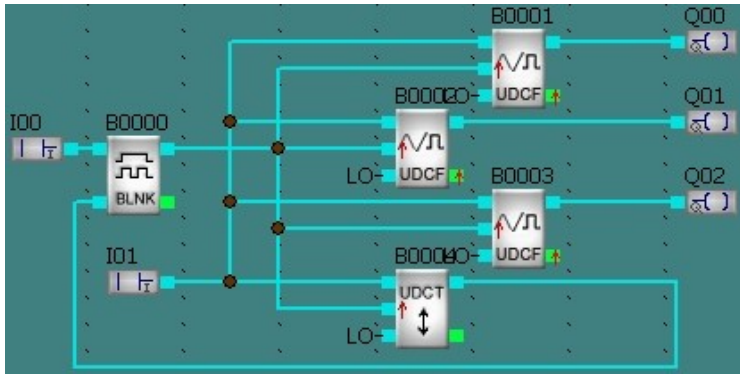 B0001 Q00
UDCF
B0002 LO Q01
I00 B0000
UDCF
LO
BLNK
B0003 Q02
UDCF
I01 B0004 LO
UDCT
LO